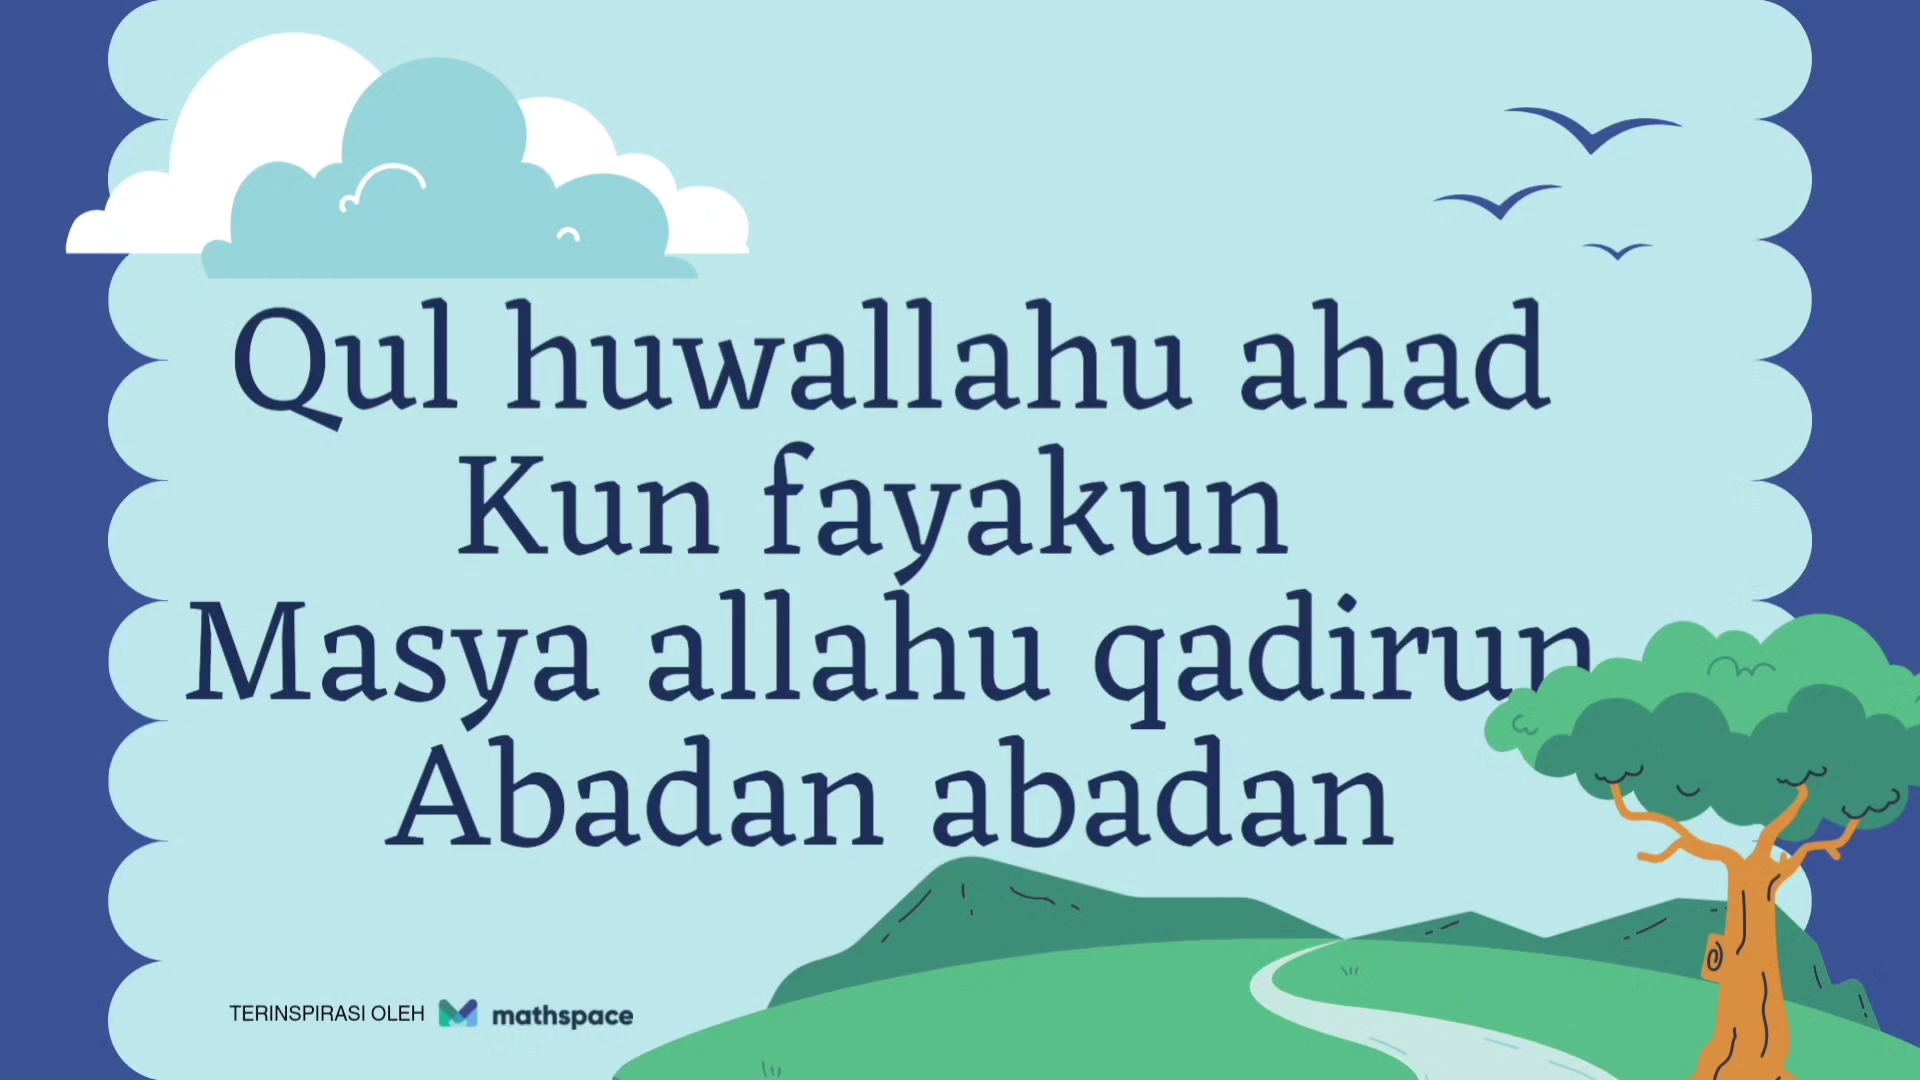 Qul huwallahu ahad
Kun fayakun
Masya allahu qadirun
Abadan abadan
TERINSPIRASI OLEH mathspace